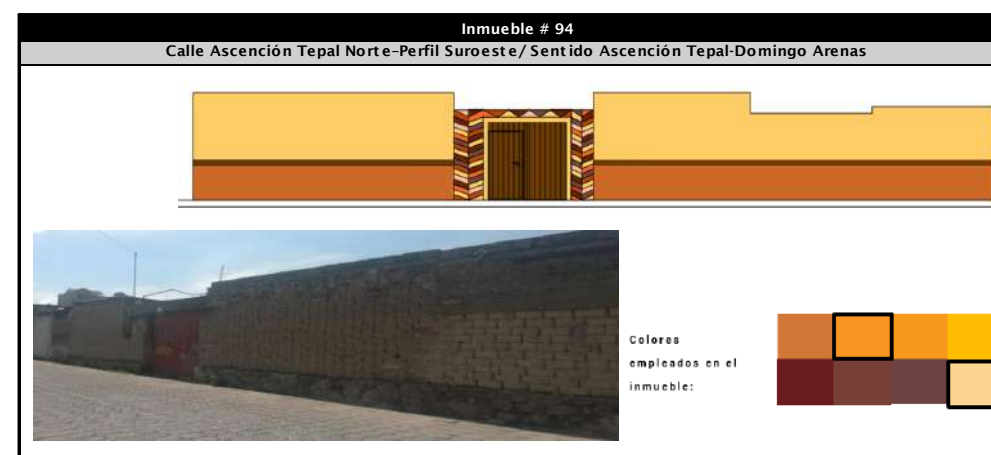 Inmueble # 94
Calle Ascención Tepal Norte–Perfil Suroeste/ Sentido Ascención Tepal-Domingo Arenas
Colores
empleados en el
inmueble: